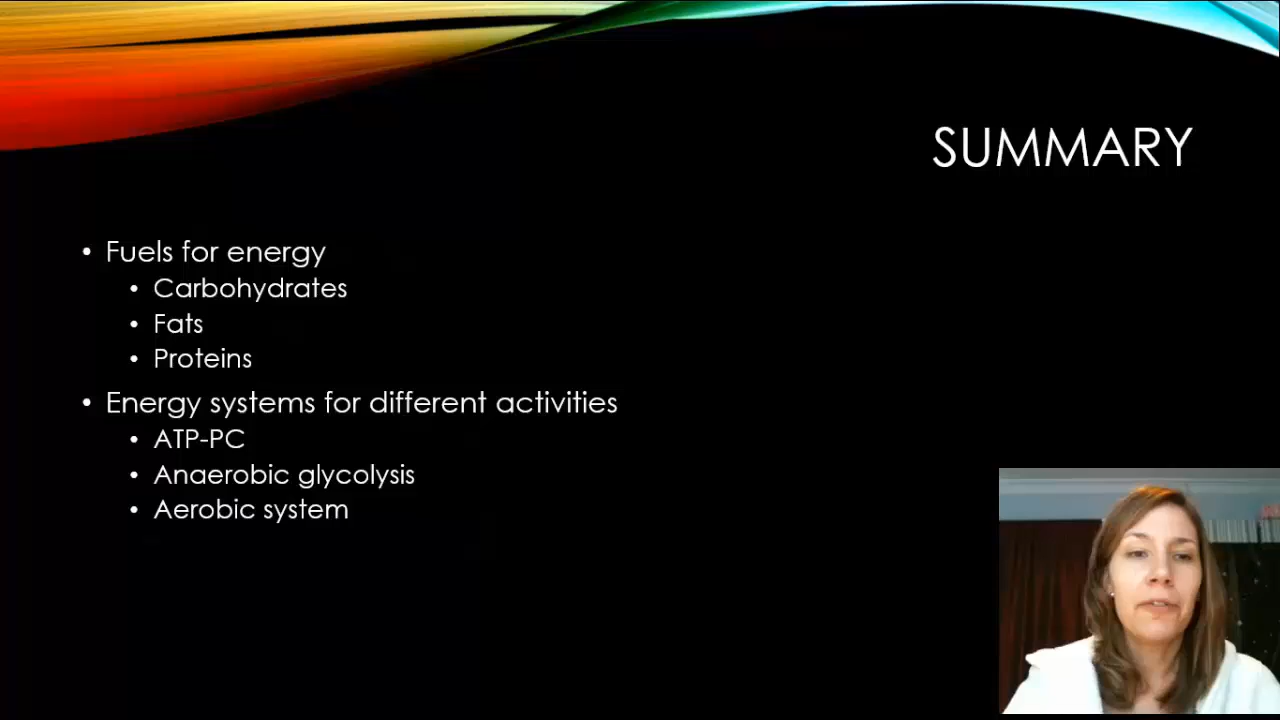 SUMMARY
• Fuels for energy
• Carbohydrates
• Fats
• Proteins
• Energy systems for different activities
• ATP-PC
• Anaerobic glycolysis
• Aerobic system